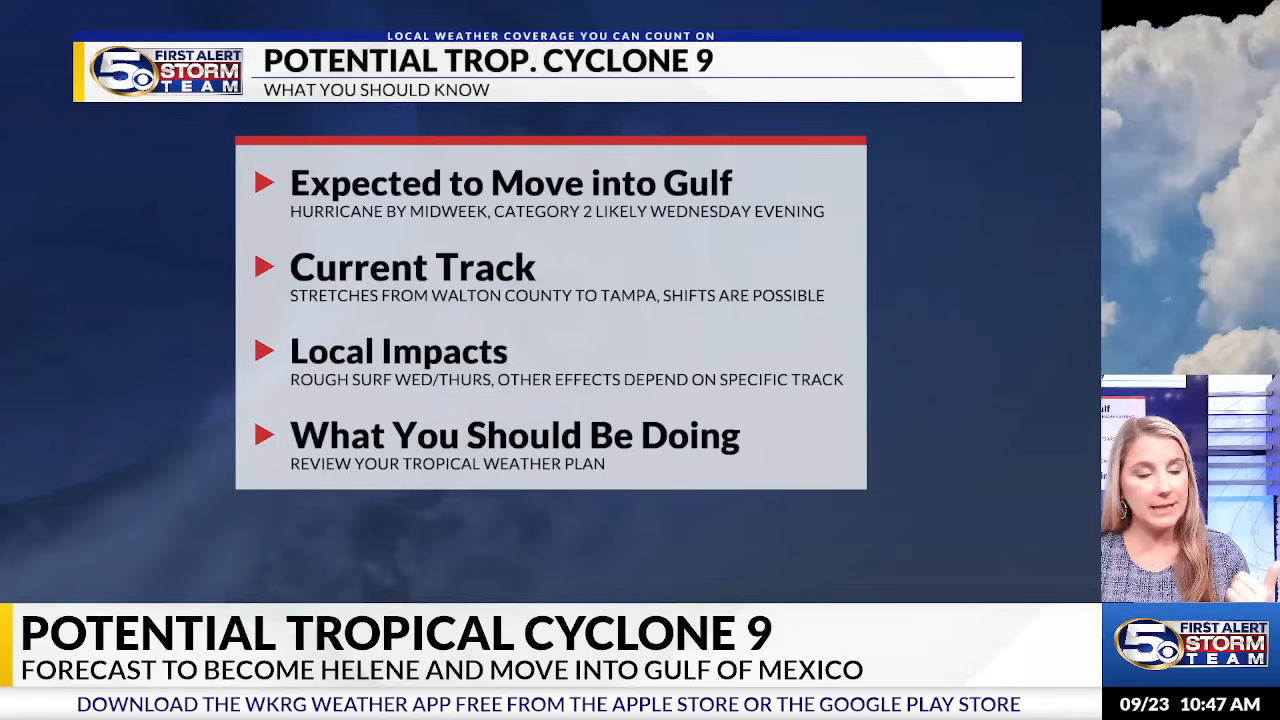 LOCAL WEATHER COVERAGE YOU CAN COUNT ON
5 FIRST ALERT
STORM
TEAM
POTENTIAL TROP. CYCLONE 9
WHAT YOU SHOULD KNOW
Expected to Move into Gulf
HURRICANE BY MIDWEEK, CATEGORY 2 LIKELY WEDNESDAY EVENING
Current Track
STRETCHES FROM WALTON COUNTY TO TAMPA, SHIFTS ARE POSSIBLE
Local Impacts
ROUGH SURF WED/THURS, OTHER EFFECTS DEPEND ON SPECIFIC TRACK
What You Should Be Doing
REVIEW YOUR TROPICAL WEATHER PLAN
POTENTIAL TROPICAL CYCLONE 9
FORECAST TO BECOME HELENE AND MOVE INTO GULF OF MEXICO
5 FIRST ALERT
STORM
TEAM
DOWNLOAD THE WKRG WEATHER APP FREE FROM THE APPLE STORE OR THE GOOGLE PLAY STORE
09/23 10:47 AM